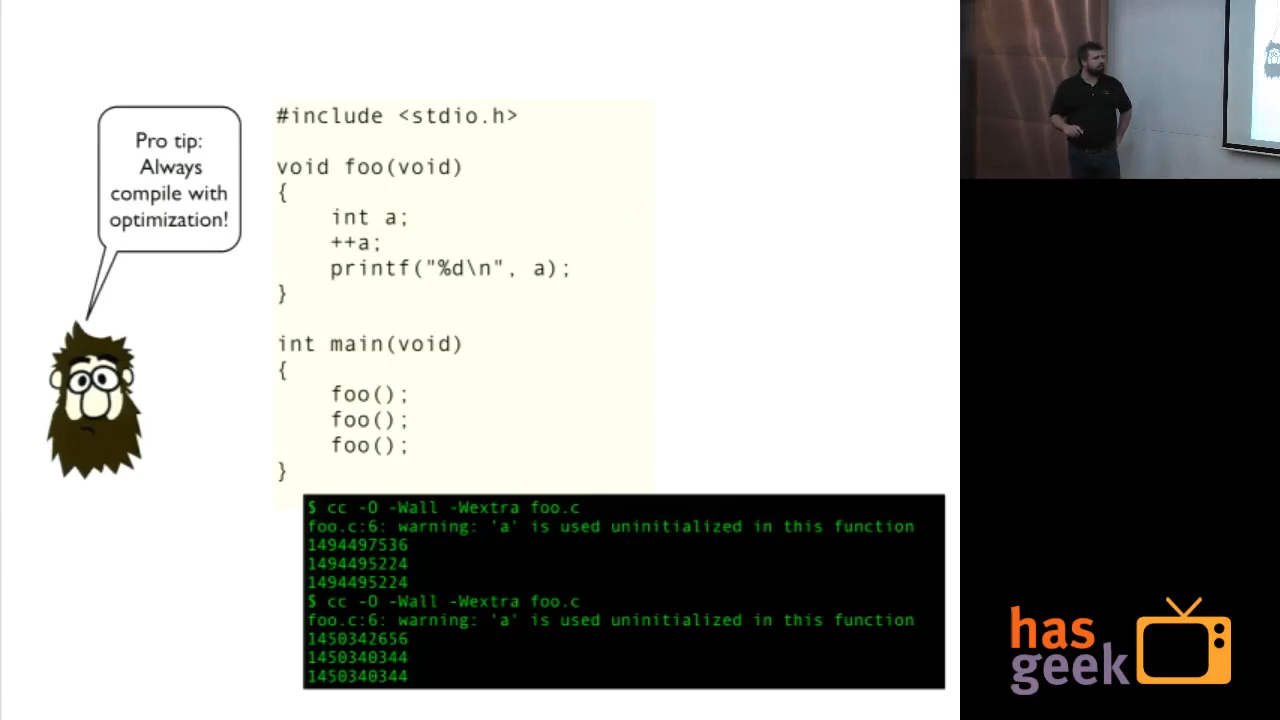 Pro tip:
Always
compile with
optimization!
#include <stdio.h>
void foo(void)
{
int a;
++a;
printf("%d\n", a);
}
int main(void)
{
foo();
foo();
foo();
}
$ cc -O -Wall -Wextra foo.c
foo.c:6: warning: 'a' is used uninitialized in this function
1494497536
1494495224
1494495224
$ cc -O -Wall -Wextra foo.c
foo.c:6: warning: 'a' is used uninitialized in this function
1450342656
1450340344
1450340344
has
geek